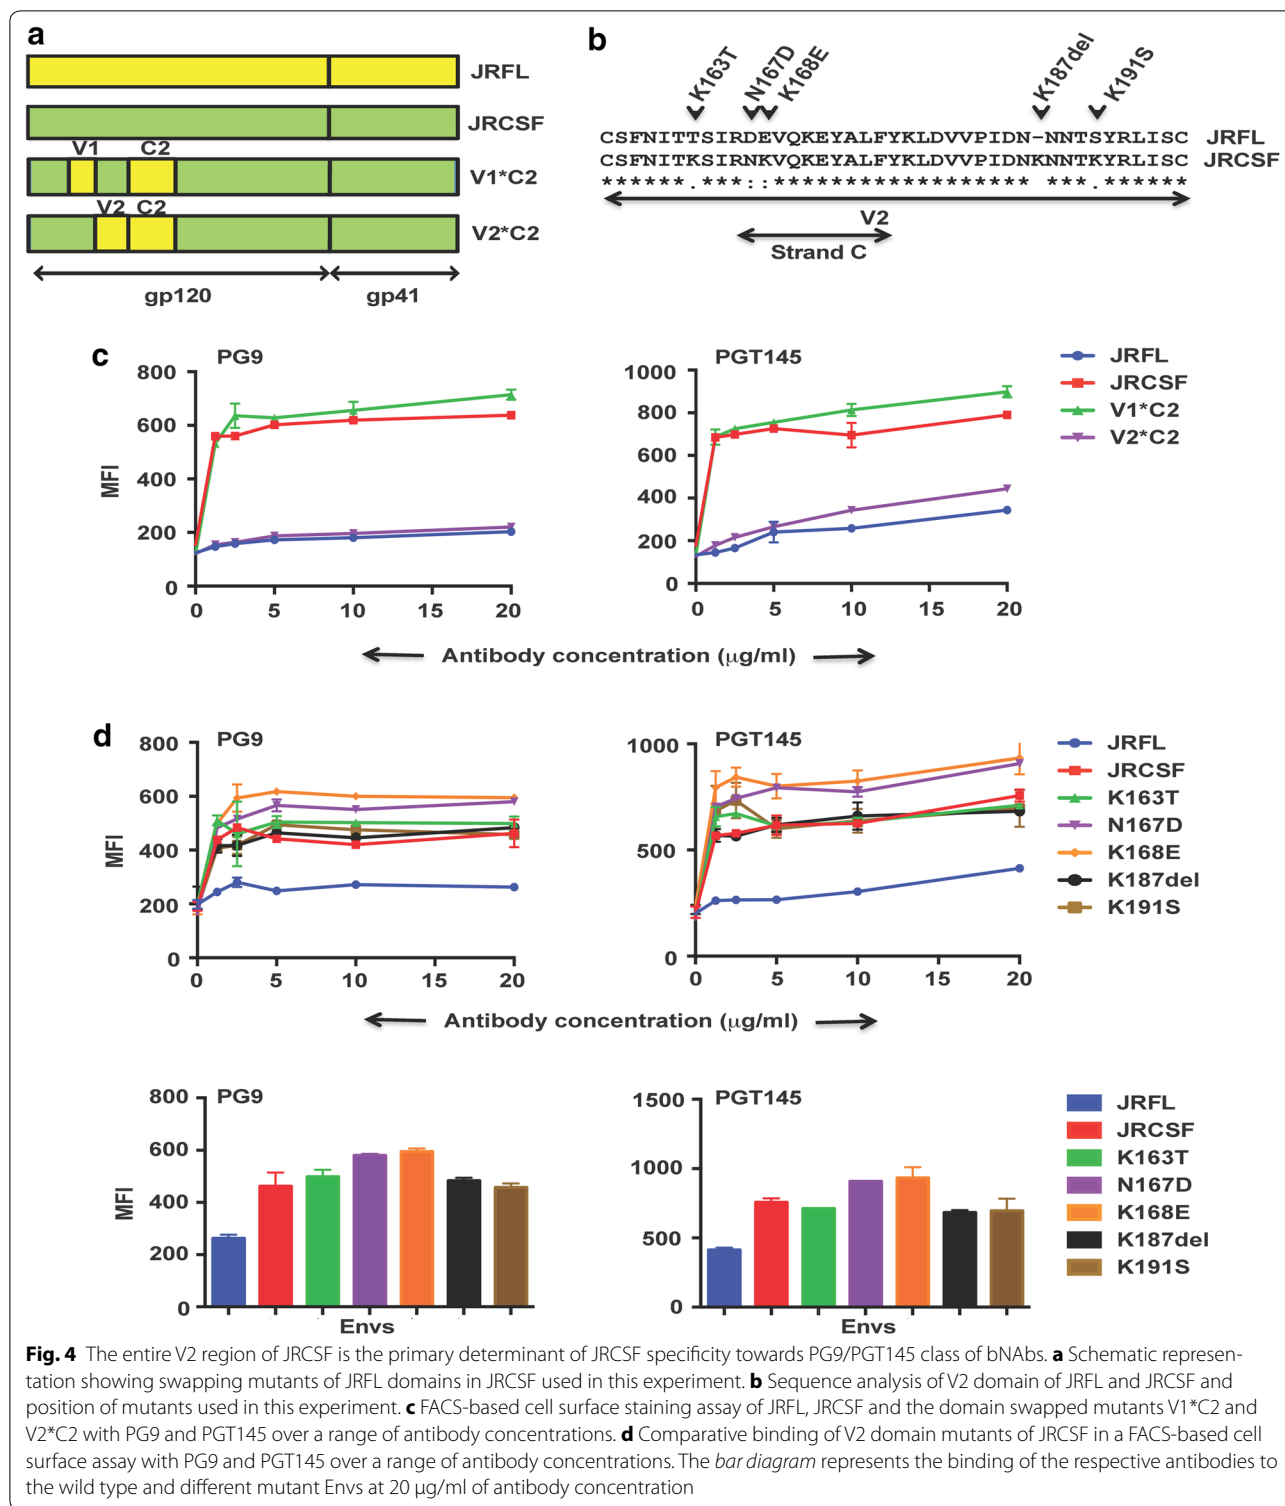 a
JRFL
JRCSF
V1 C2
V1*C2
V2 C2
V2*C2
gp120 gp41
b
K163T N167D K168E K187del K191S
CSFNITTSIRDEVQKEYALFYKLDVVPIDN-NNTSYRLISC JRFL
CSFNITKSIRNKVQKEYALFYKLDVVPIDNKNNTKYRLISC JRCSF
******.***::****************** ***.******
V2
Strand C
c
PG9
MFI
800
600
400
200
0
0 5 10 15 20
PGT145
1000
800
600
400
200
0
0 5 10 15 20
JRFL
JRCSF
V1*C2
V2*C2
Antibody concentration (μg/ml)
d
PG9
MFI
800
600
400
200
0
0 5 10 15 20
PGT145
1000
500
0
0 5 10 15 20
JRFL
JRCSF
K163T
N167D
K168E
K187del
K191S
Antibody concentration (μg/ml)
PG9
MFI
800
600
400
200
0
Envs
PGT145
1500
1000
500
0
Envs
JRFL
JRCSF
K163T
N167D
K168E
K187del
K191S
Fig. 4 The entire V2 region of JRCSF is the primary determinant of JRCSF specificity towards PG9/PGT145 class of bNAbs. a Schematic represen-
tation showing swapping mutants of JRFL domains in JRCSF used in this experiment. b Sequence analysis of V2 domain of JRFL and JRCSF and
position of mutants used in this experiment. c FACS-based cell surface staining assay of JRFL, JRCSF and the domain swapped mutants V1*C2 and
V2*C2 with PG9 and PGT145 over a range of antibody concentrations. d Comparative binding of V2 domain mutants of JRCSF in a FACS-based cell
surface assay with PG9 and PGT145 over a range of antibody concentrations. The bar diagram represents the binding of the respective antibodies to
the wild type and different mutant Envs at 20 μg/ml of antibody concentration